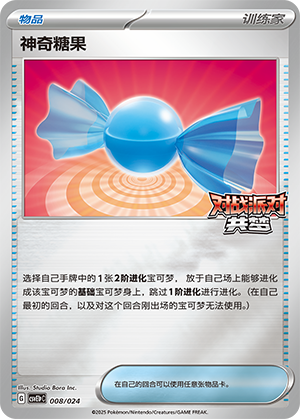 物品
训练家
神奇糖果
对战派对
共梦
选择自己手牌中的1张2阶进化宝可梦，放于自己场上能够进化
成该宝可梦的基础宝可梦身上，跳过1阶进化进行进化。（在自己
最初的回合，以及对这个回合刚出场的宝可梦无法使用。）
Illus. Studio Bora Inc.
G
008/024
在自己的回合可以使用任意张物品卡。
©2025 Pokémon/Nintendo/Creatures/GAME FREAK.